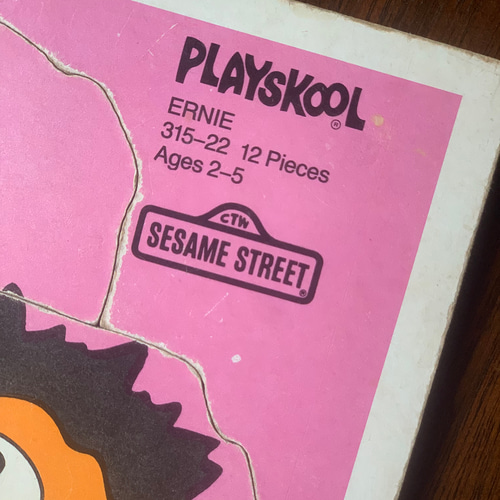 PLAYSKOOL®
ERNIE
315-22 12 Pieces
Ages 2-5
CTW
SESAME STREET®